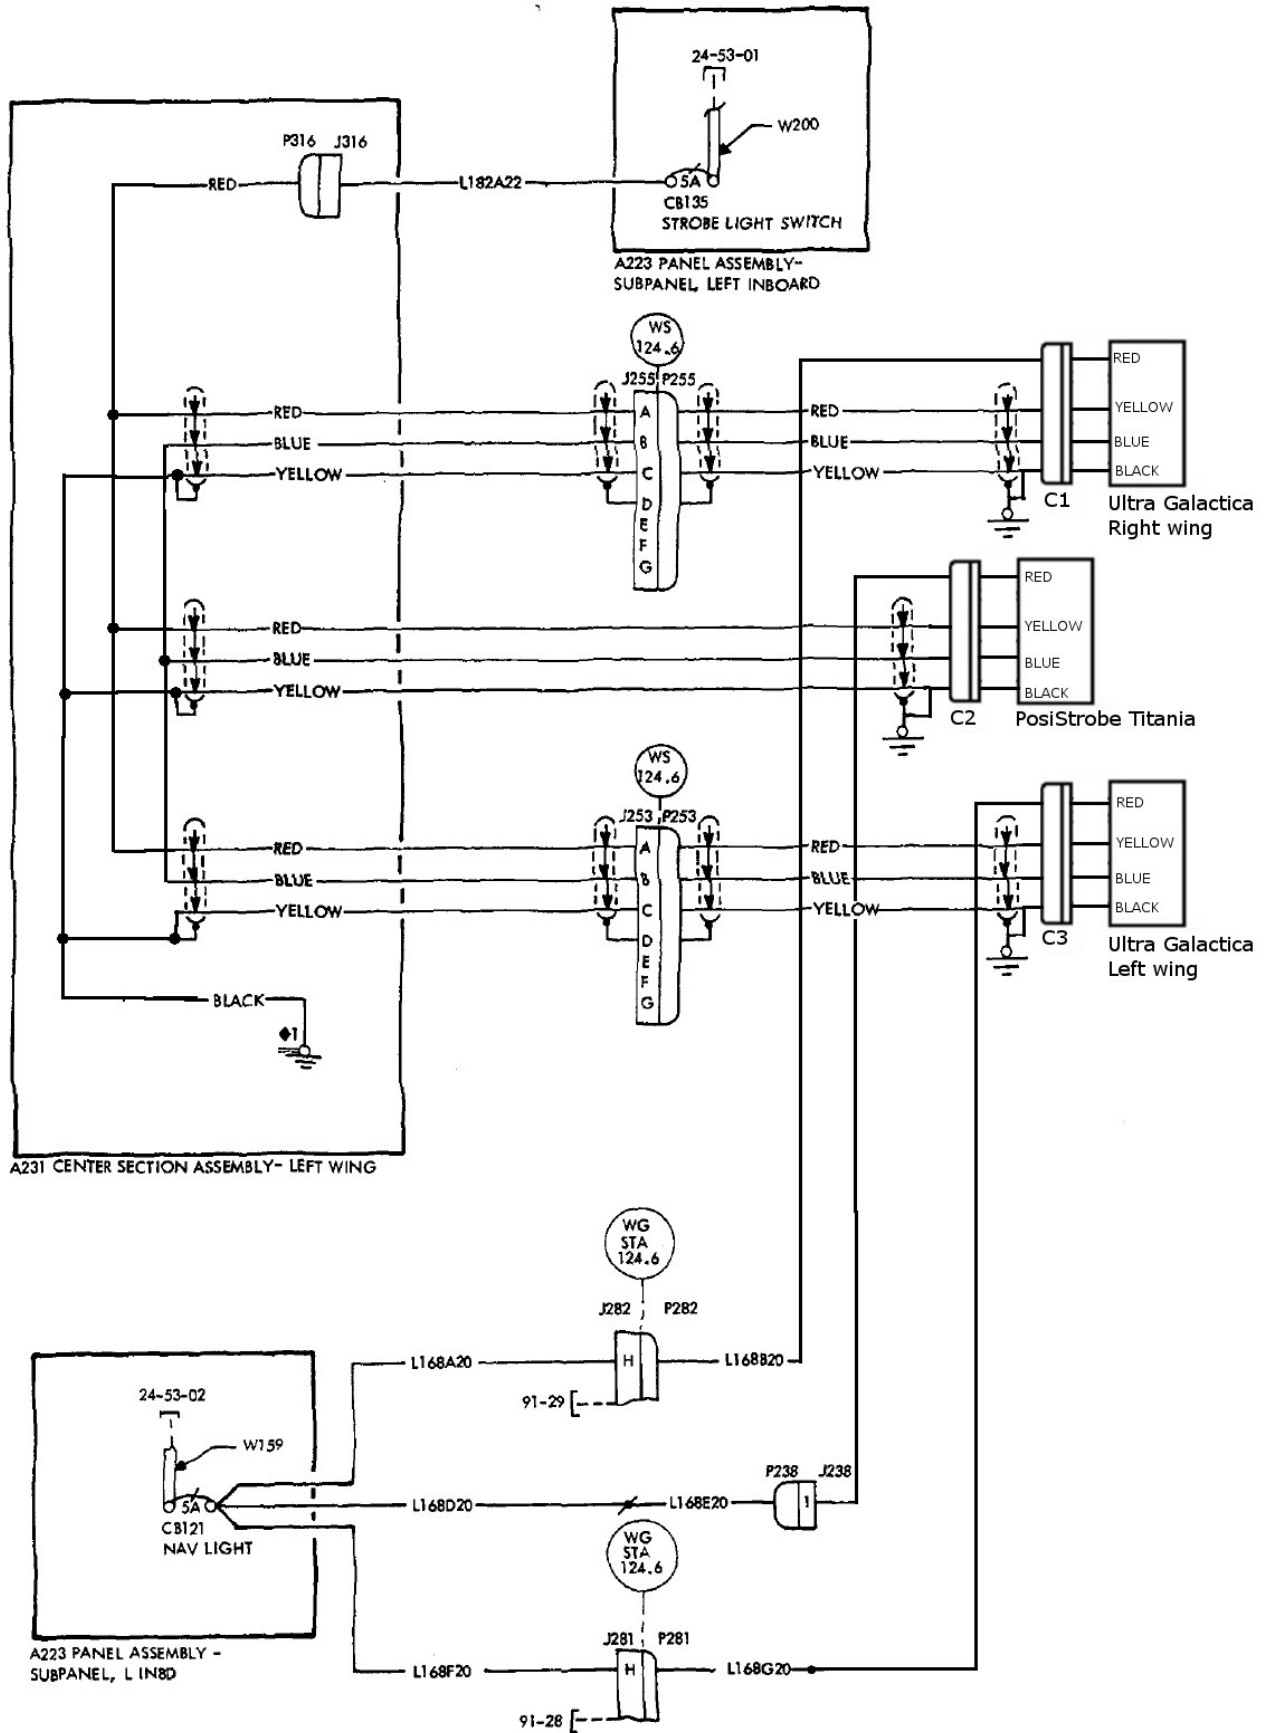 24-53-01
W200
P316 J316
RED
L182A22
5A
CB135
STROBE LIGHT SWITCH
A223 PANEL ASSEMBLY-
SUBPANEL, LEFT INBOARD
WS
124.6
J255 P255
RED
BLUE
YELLOW
A
B
C
D
E
F
G
RED
BLUE
YELLOW
RED
YELLOW
BLUE
BLACK
C1
Ultra Galactica
Right wing
RED
BLUE
YELLOW
RED
YELLOW
BLUE
BLACK
C2
PosiStrobe Titania
WS
124.6
J253 P253
RED
BLUE
YELLOW
A
B
C
D
E
F
G
RED
BLUE
YELLOW
RED
YELLOW
BLUE
BLACK
C3
Ultra Galactica
Left wing
BLACK
◆1
A231 CENTER SECTION ASSEMBLY- LEFT WING
WG
STA
124.6
J282 P282
L168A20
H
L168B20
91-29
24-53-02
W159
5A
CB121
NAV LIGHT
L168D20
L168E20
P238 J238
1
WG
STA
124.6
J281 P281
L168F20
H
L168G20
91-28
A223 PANEL ASSEMBLY -
SUBPANEL, L INBD